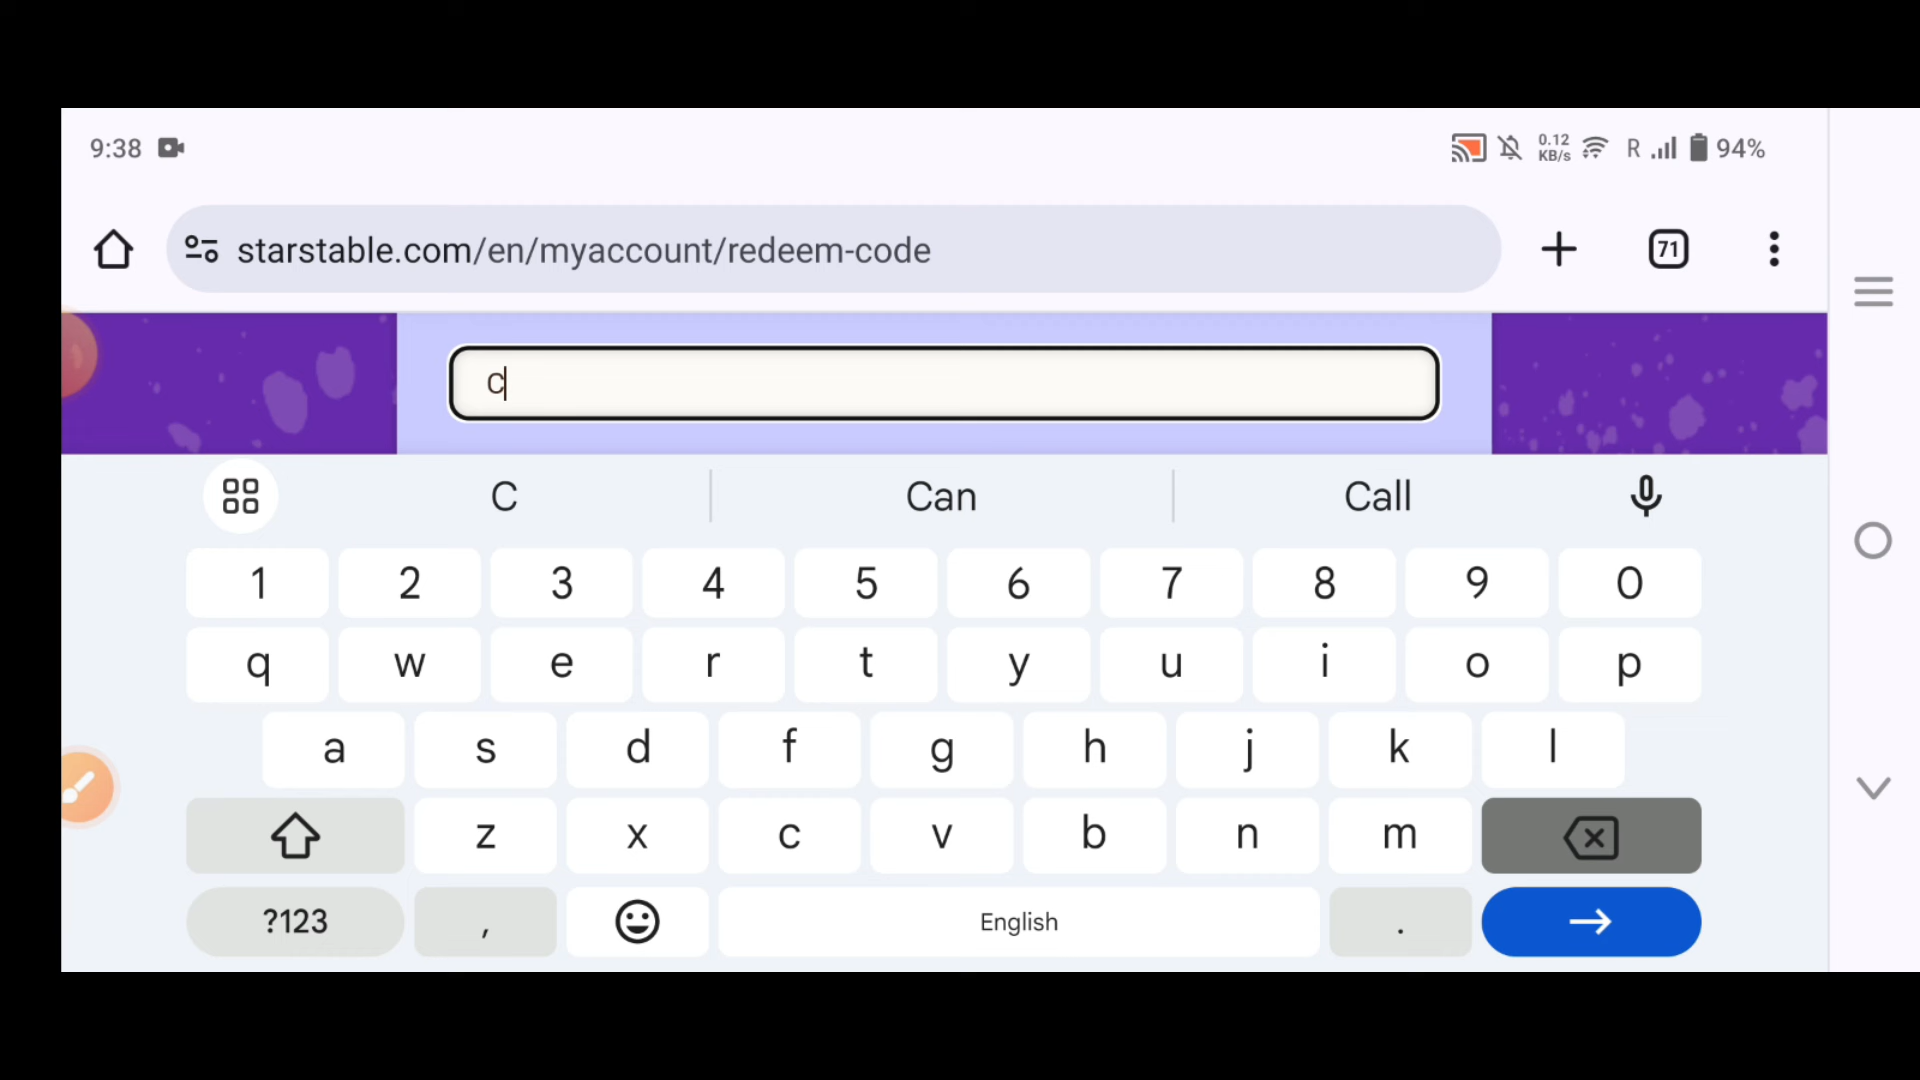 9:38
0.12
KB/s
R
94%
starstable.com/en/myaccount/redeem-code
71
C
C
Can
Call
1 2 3 4 5 6 7 8 9 0
q w e r t y u i o p
a s d f g h j k l
z x c v b n m
?123 , English .